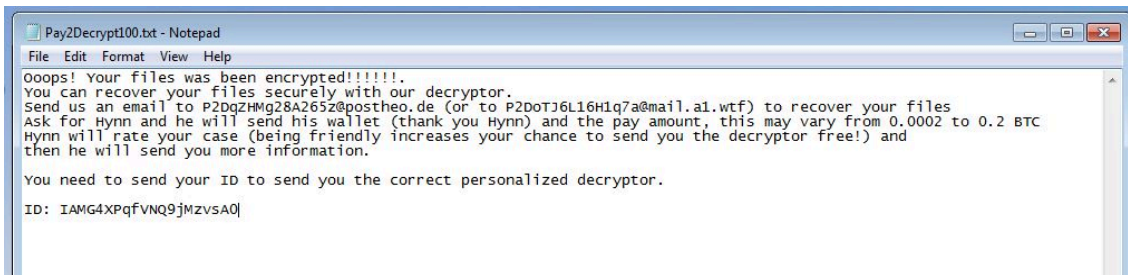 Pay2Decrypt100.txt - Notepad
File Edit Format View Help
Ooops! Your files was been encrypted!!!!!!.
You can recover your files securely with our decryptor.
Send us an email to P2DqZHMg28A265z@postheo.de (or to P2DoTJ6L16H1q7a@mail.a1.wtf) to recover your files
Ask for Hynn and he will send his wallet (thank you Hynn) and the pay amount, this may vary from 0.0002 to 0.2 BTC
Hynn will rate your case (being friendly increases your chance to send you the decryptor free!) and
then he will send you more information.
You need to send your ID to send you the correct personalized decryptor.
ID: IAMG4XPqfVNQ9jMzvsAO